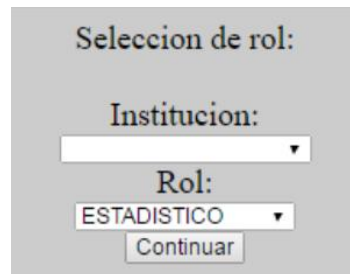 Seleccion de rol:
Institucion:
Rol:
ESTADISTICO
Continuar